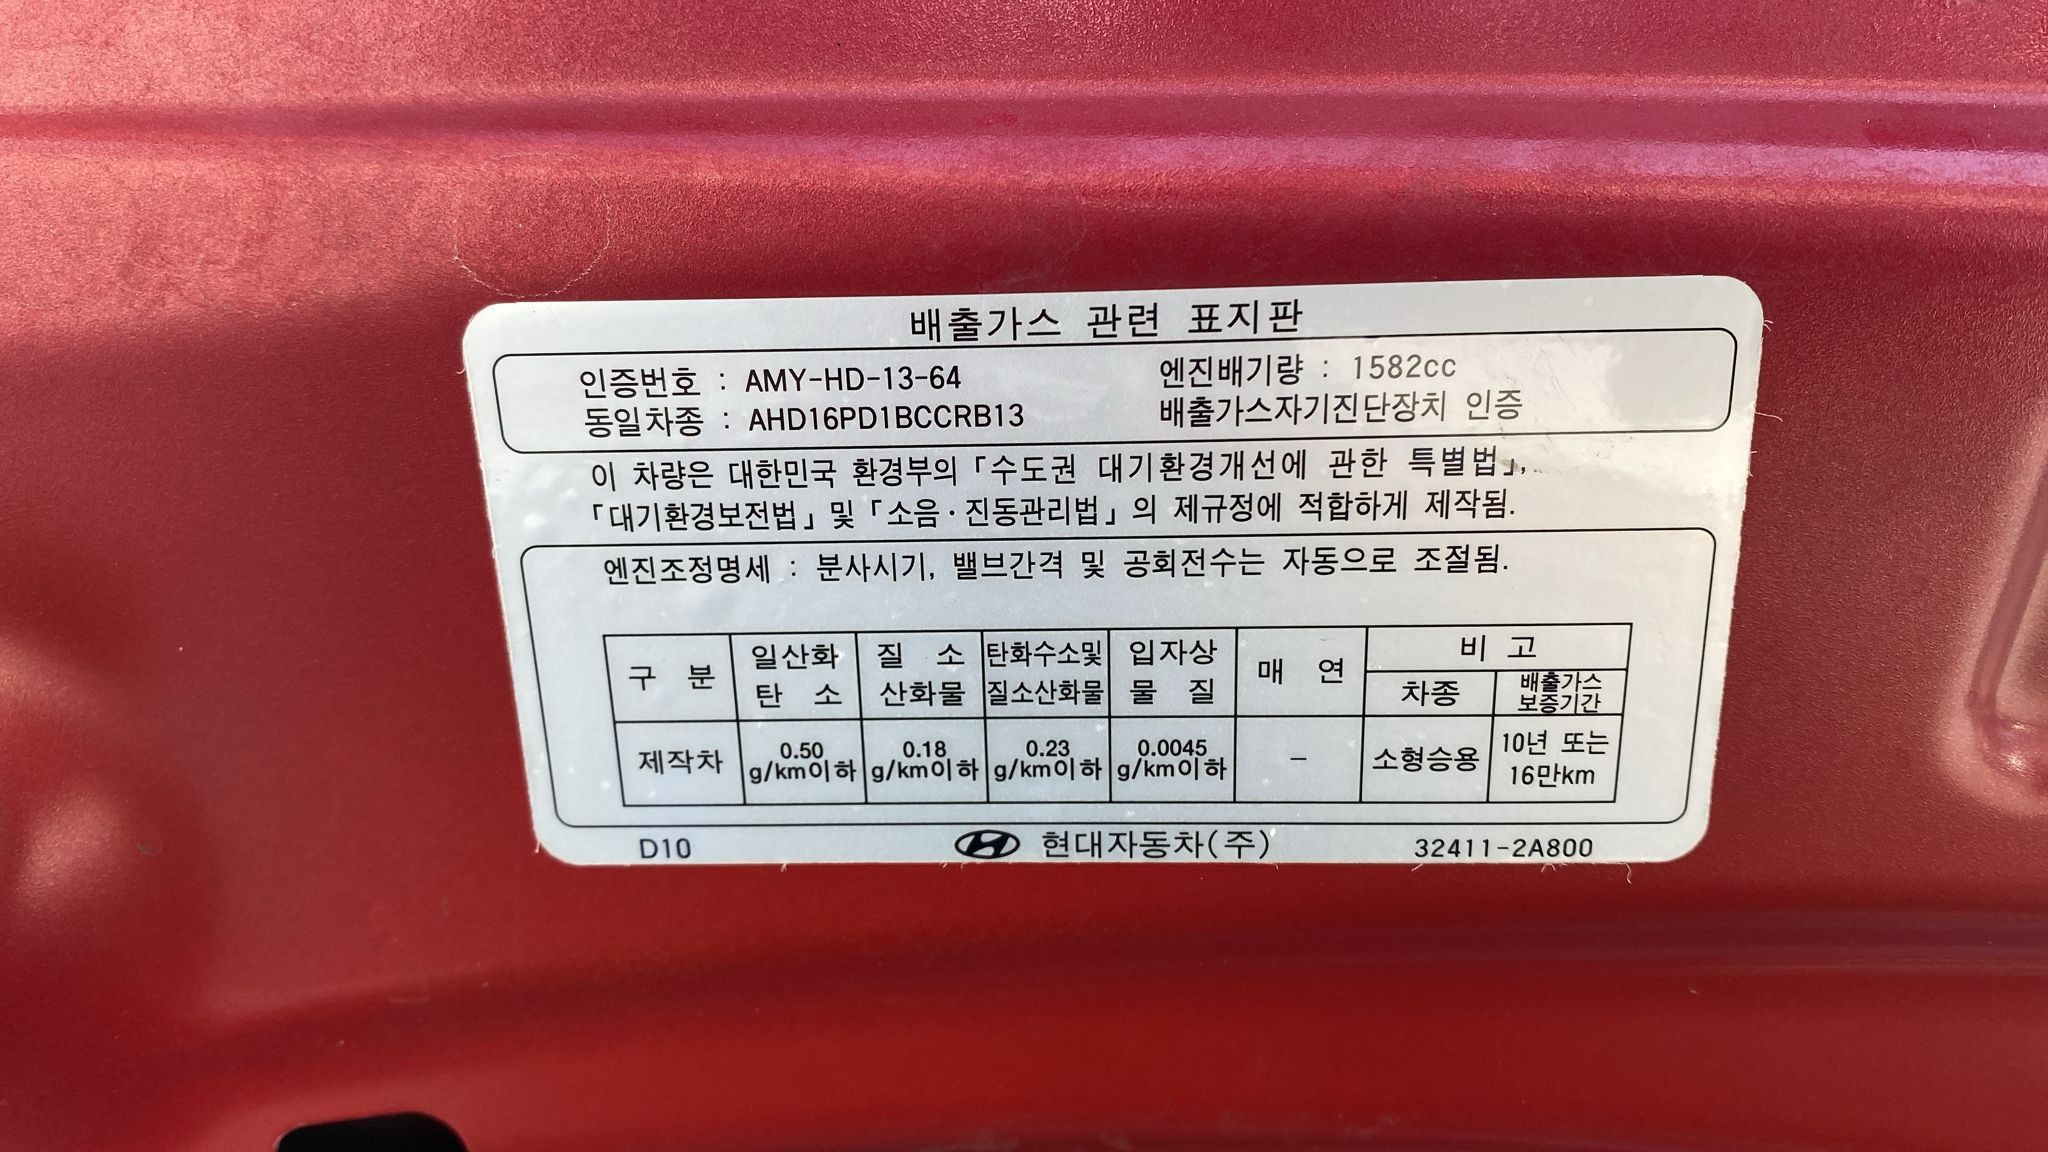 배출가스 관련 표지판
인증번호 : AMY-HD-13-64 엔진배기량 : 1582cc
동일차종 : AHD16PD1BCCRB13 배출가스자기진단장치 인증
이 차량은 대한민국 환경부의 「수도권 대기환경개선에 관한 특별법」,
「대기환경보전법」 및 「소음·진동관리법」의 제규정에 적합하게 제작됨.
엔진조정명세 : 분사시기, 밸브간격 및 공회전수는 자동으로 조절됨.
구 분 일산화 탄 소 질 소 산화물 탄화수소및 질소산화물 입자상 물 질 매 연 비 고
차종 배출가스 보증기간
제작차 0.50 g/km이하 0.18 g/km이하 0.23 g/km이하 0.0045 g/km이하 - 소형승용 10년 또는 16만km
D10 현대자동차(주) 32411-2A800